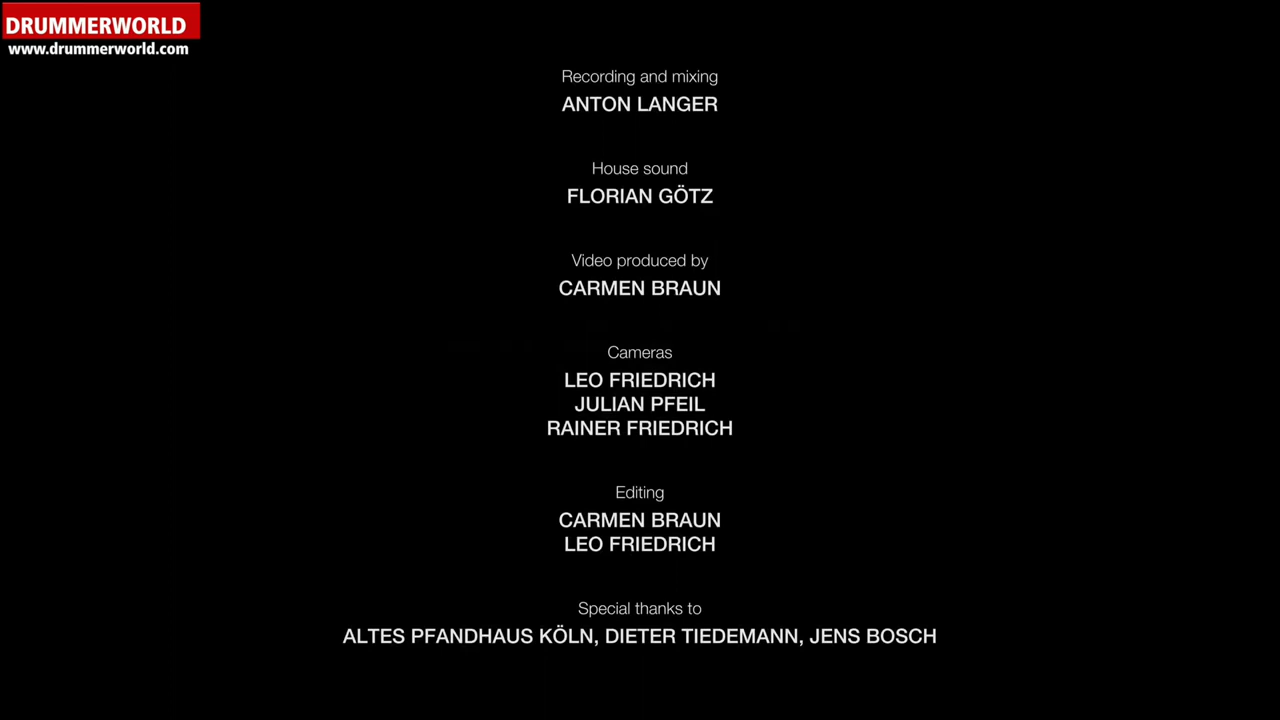 DRUMMERWORLD
www.drummerworld.com
Recording and mixing
ANTON LANGER
House sound
FLORIAN GÖTZ
Video produced by
CARMEN BRAUN
Cameras
LEO FRIEDRICH
JULIAN PFEIL
RAINER FRIEDRICH
Editing
CARMEN BRAUN
LEO FRIEDRICH
Special thanks to
ALTES PFANDHAUS KÖLN, DIETER TIEDEMANN, JENS BOSCH